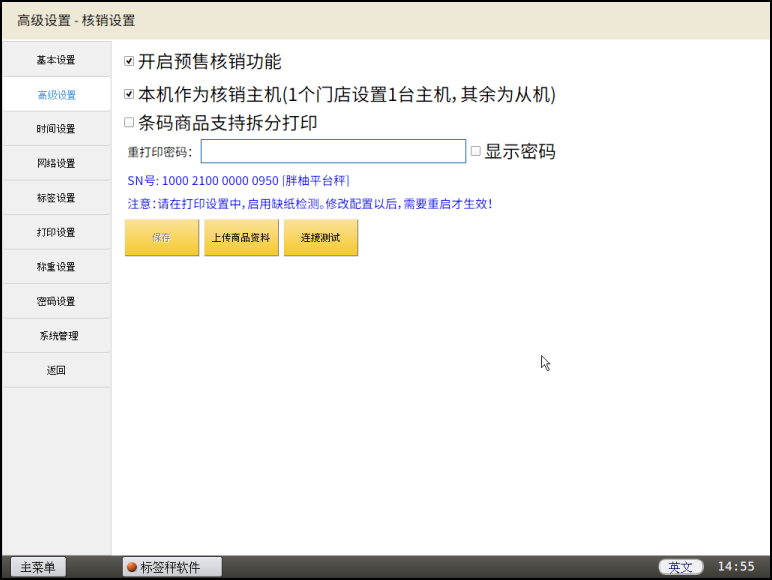 高级设置 - 核销设置
基本设置
高级设置
时间设置
网络设置
标签设置
打印设置
称重设置
密码设置
系统管理
返回
开启预售核销功能
本机作为核销主机(1个门店设置1台主机，其余为从机)
条码商品支持拆分打印
重打印密码：
显示密码
SN号: 1000 2100 0000 0950 [胖柚平台秤]
注意：请在打印设置中，启用缺纸检测。修改配置以后，需要重启才生效！
保存
上传商品资料
连接测试
主菜单
标签秤软件
英文
14:55